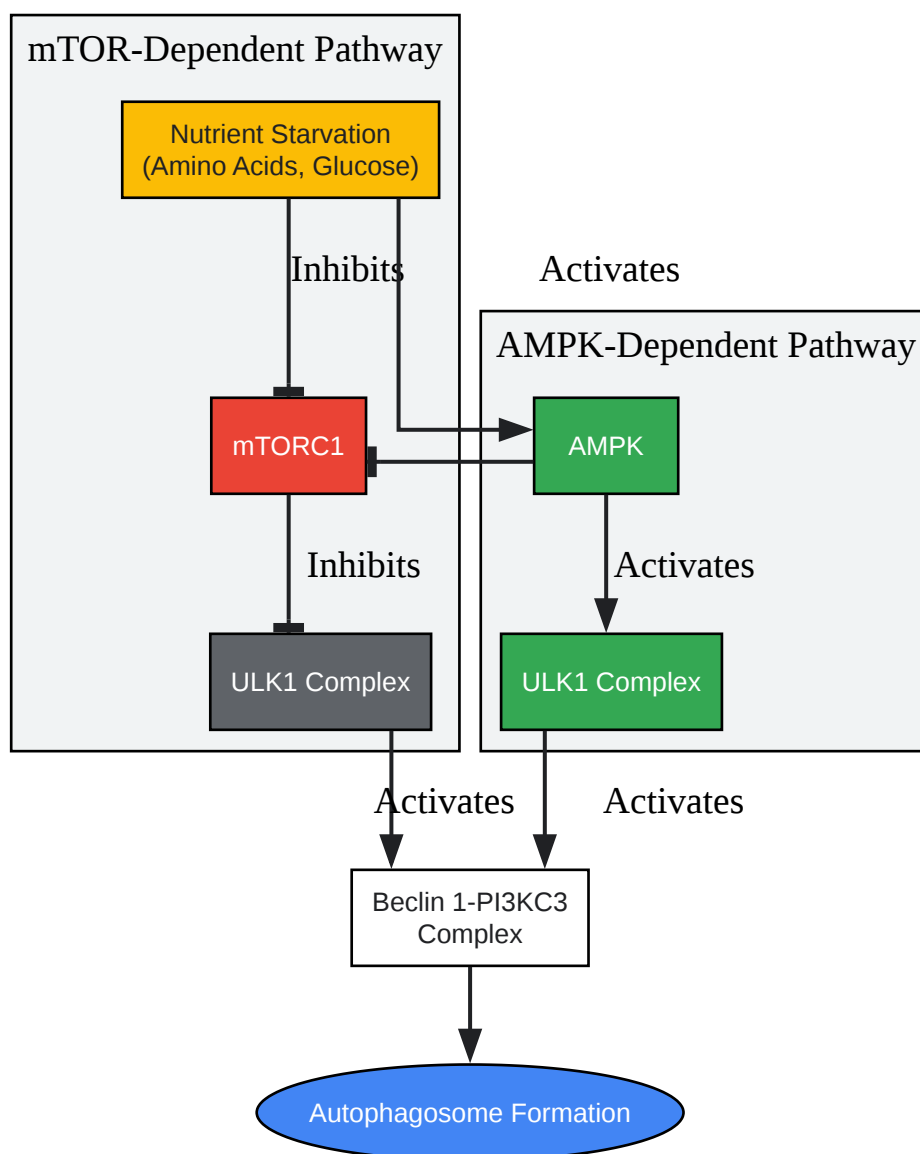 mTOR-Dependent Pathway
Nutrient Starvation
(Amino Acids, Glucose)
Inhibits
Activates
AMPK-Dependent Pathway
mTORC1
AMPK
Inhibits
Activates
ULK1 Complex
ULK1 Complex
Activates
Activates
Beclin 1-PI3KC3
Complex
Autophagosome Formation